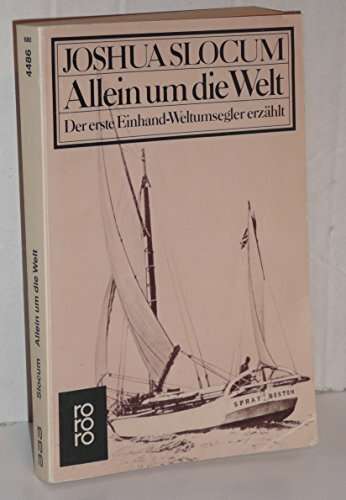 JOSHUA SLOCUM
Allein um die Welt
Der erste Einhand-Weltumsegler erzählt
SPRAY BOSTON
ro
ro
ro
4486
Slocum Allein um die Welt